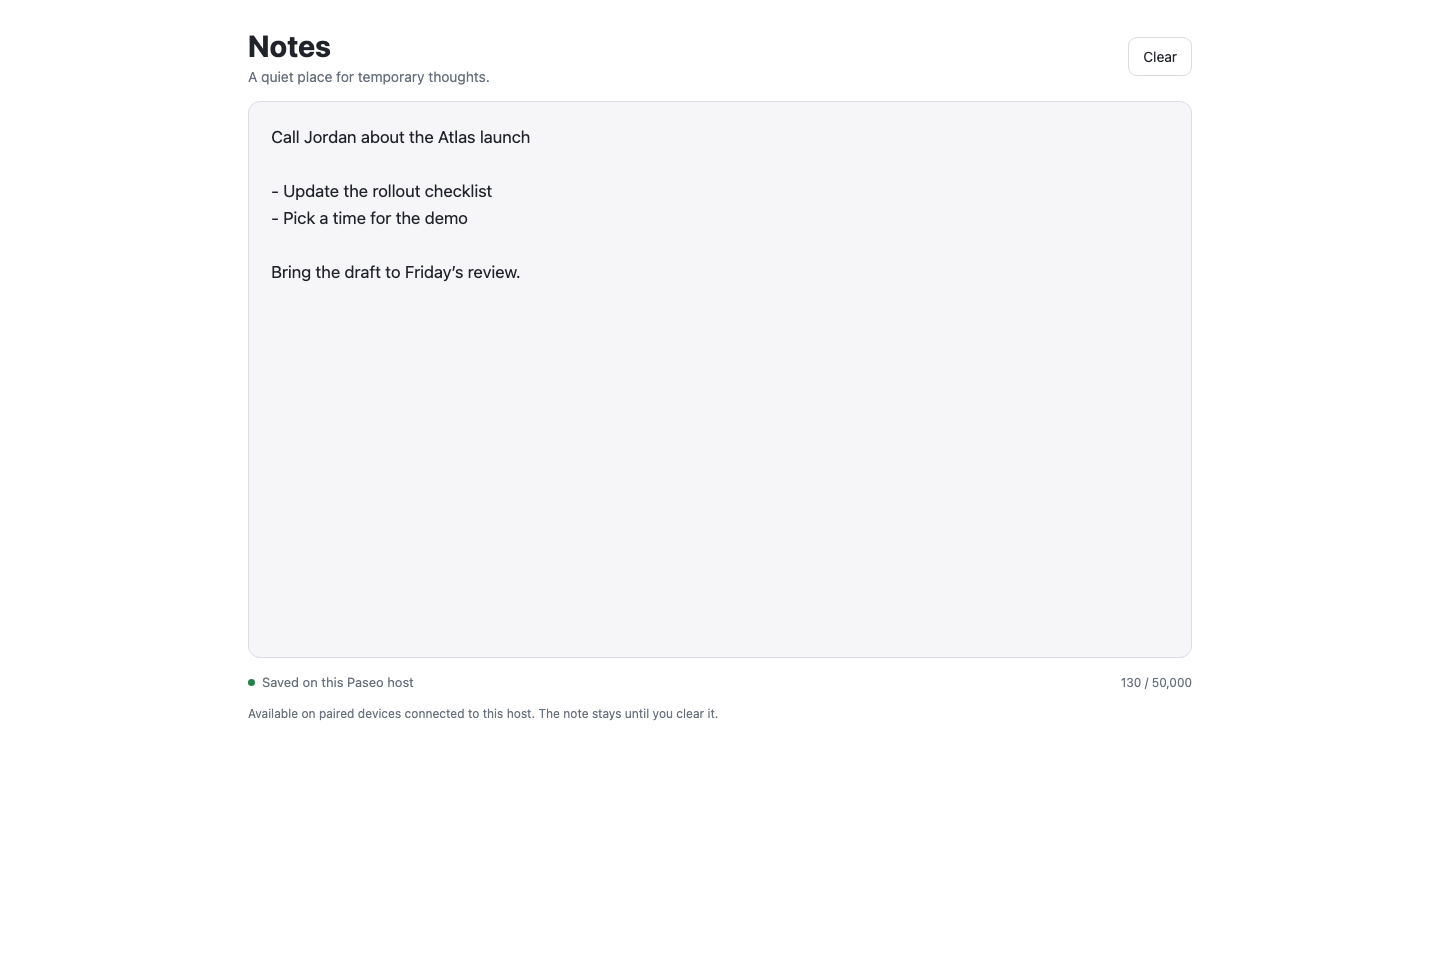 Notes
A quiet place for temporary thoughts.
Clear
Call Jordan about the Atlas launch
- Update the rollout checklist
- Pick a time for the demo
Bring the draft to Friday’s review.
Saved on this Paseo host
130 / 50,000
Available on paired devices connected to this host. The note stays until you clear it.